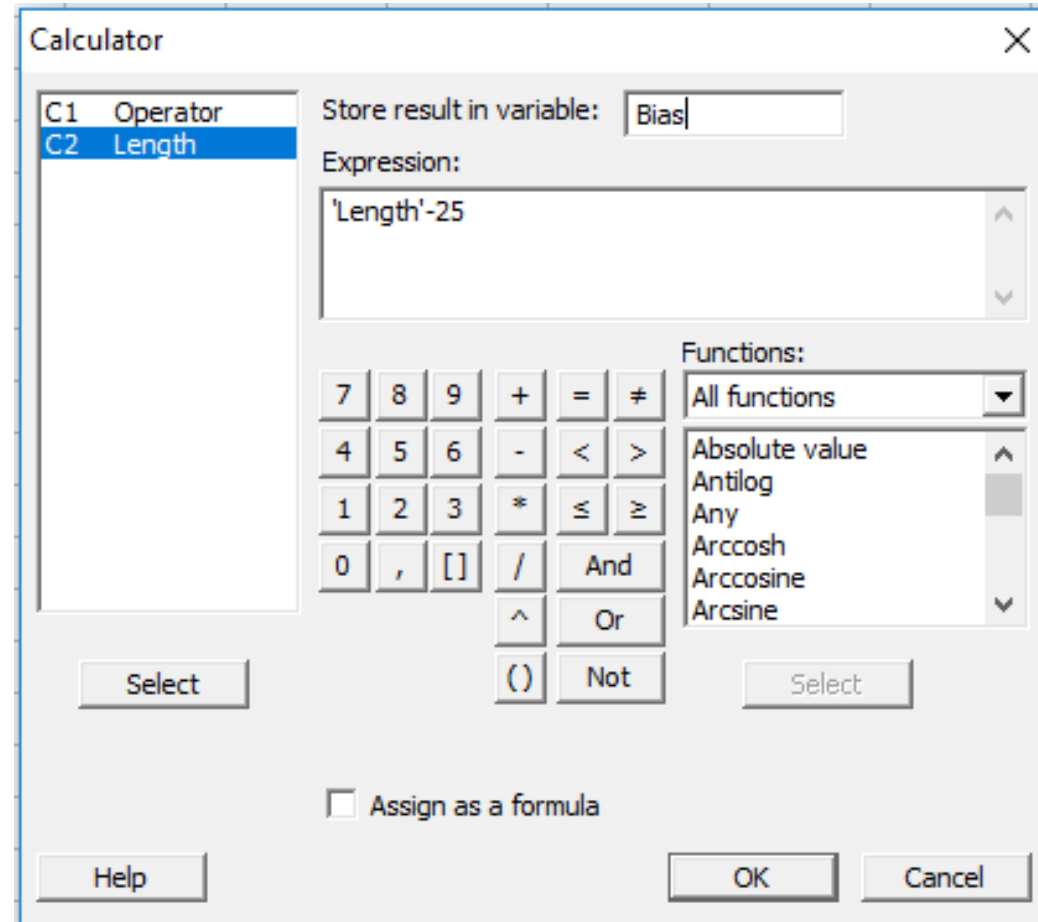 Calculator
C1 Operator
C2 Length
Store result in variable: Bias
Expression:
'Length'-25
Functions:
7 8 9 + = ≠ All functions
4 5 6 - < > Absolute value
Antilog
1 2 3 * ≤ ≥ Any
Arccosh
0 , [] / And Arccosine
^ Or Arcsine
Select () Not Select
Assign as a formula
Help OK Cancel